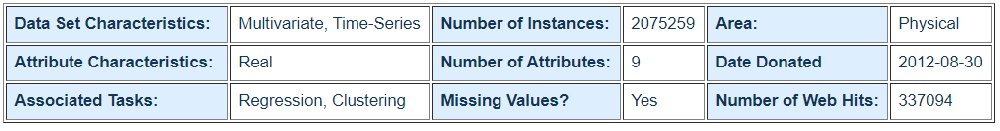 Data Set Characteristics: Multivariate, Time-Series Number of Instances: 2075259 Area: Physical
Attribute Characteristics: Real Number of Attributes: 9 Date Donated 2012-08-30
Associated Tasks: Regression, Clustering Missing Values? Yes Number of Web Hits: 337094